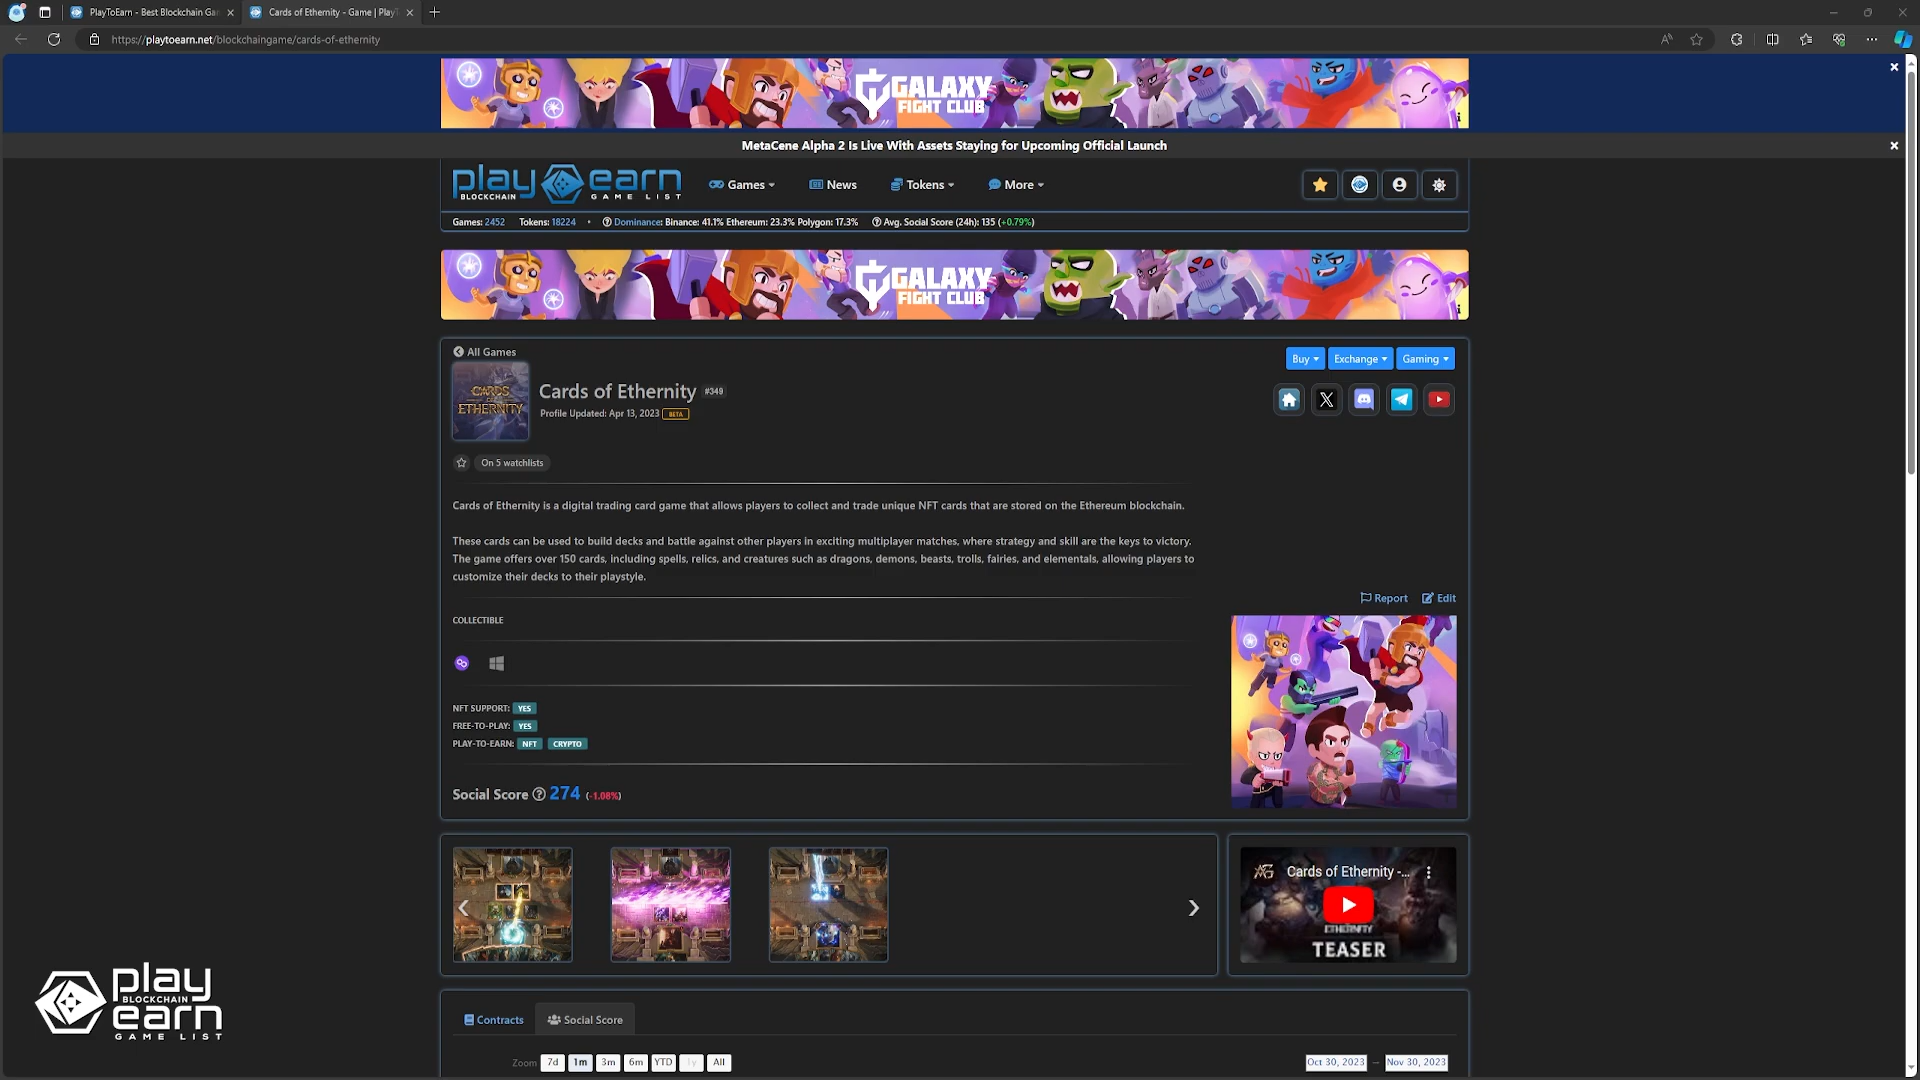 PlayToEarn - Best Blockchain Gan
Cards of Ethernity - Game | PlayT
https://playtoearn.net/blockchaingame/cards-of-ethernity
GALAXY
FIGHT CLUB
MetaCene Alpha 2 Is Live With Assets Staying for Upcoming Official Launch
play earn
BLOCKCHAIN GAME LIST
Games
News
Tokens
More
Games: 2452 Tokens: 18224 • Dominance: Binance: 41.1% Ethereum: 23.3% Polygon: 17.3% Avg. Social Score (24h): 135 (+0.79%)
GALAXY
FIGHT CLUB
All Games
Buy
Exchange
Gaming
CARDS
OF
ETHERNITY
Cards of Ethernity #349
Profile Updated: Apr 13, 2023 BETA
On 5 watchlists
Cards of Ethernity is a digital trading card game that allows players to collect and trade unique NFT cards that are stored on the Ethereum blockchain.
These cards can be used to build decks and battle against other players in exciting multiplayer matches, where strategy and skill are the keys to victory.
The game offers over 150 cards, including spells, relics, and creatures such as dragons, demons, beasts, trolls, fairies, and elementals, allowing players to
customize their decks to their playstyle.
Report Edit
COLLECTIBLE
NFT SUPPORT: YES
FREE-TO-PLAY: YES
PLAY-TO-EARN: NFT CRYPTO
Social Score 274 (-1.08%)
Cards of Ethernity -...
ETHERNITY
TEASER
play
BLOCKCHAIN
earn
GAME LIST
Contracts
Social Score
Zoom 7d 1m 3m 6m YTD 1y All
Oct 30, 2023 – Nov 30, 2023